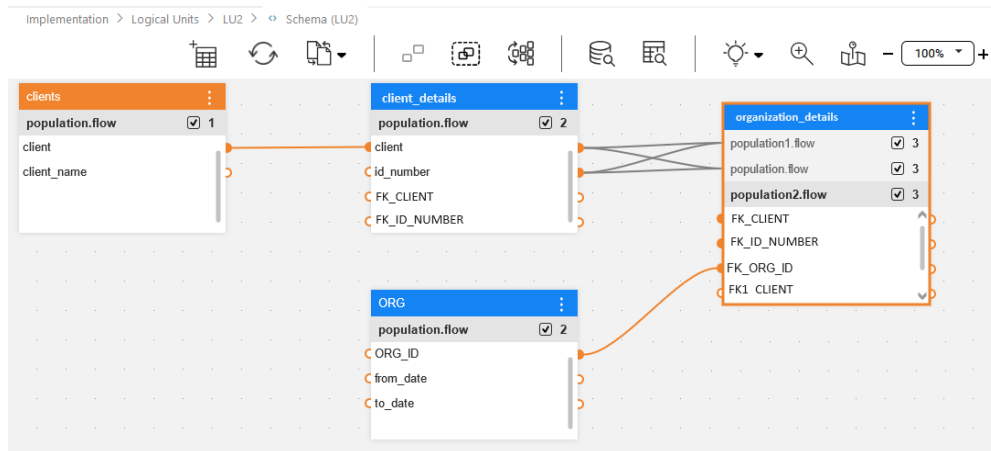 Implementation > Logical Units > LU2 > <> Schema (LU2)
100%
clients
population.flow 1
client
client_name
client_details
population.flow 2
client
id_number
FK_CLIENT
FK_ID_NUMBER
organization_details
population1.flow 3
population.flow 3
population2.flow 3
FK_CLIENT
FK_ID_NUMBER
FK_ORG_ID
FK1_CLIENT
ORG
population.flow 2
ORG_ID
from_date
to_date